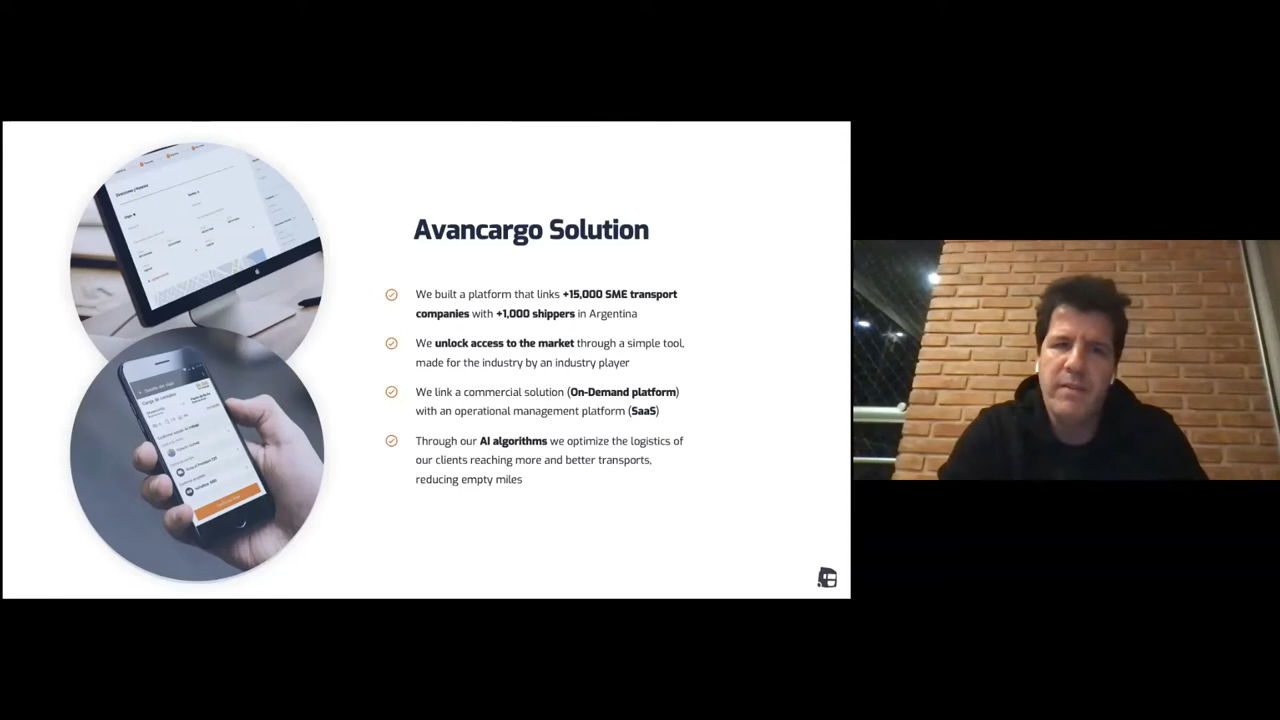 Avancargo Solution
We built a platform that links +15,000 SME transport
companies with +1,000 shippers in Argentina
We unlock access to the market through a simple tool,
made for the industry by an industry player
We link a commercial solution (On-Demand platform)
with an operational management platform (SaaS)
Through our AI algorithms we optimize the logistics of
our clients reaching more and better transports,
reducing empty miles